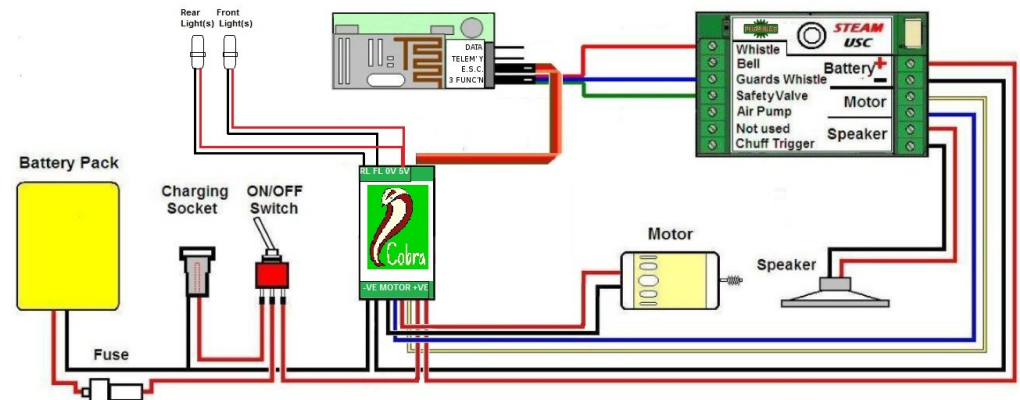 Rear Front
Light(s) Light(s)
DATA
TELEM'Y
E.S.C.
3 FUNC'N
STEAM
USC
Whistle
Bell
Guards Whistle
Safety Valve
Air Pump
Not used
Chuff Trigger
Battery +
-
Motor
Speaker
Battery Pack
Charging
Socket
ON/OFF
Switch
RL FL 0V 5V
Cobra
-VE MOTOR +VE
Motor
Speaker
Fuse